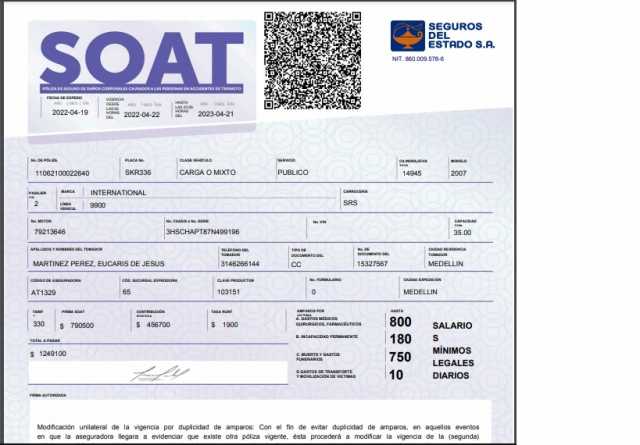 SOAT
PÓLIZA DE SEGURO DE DAÑOS CORPORALES CAUSADOS A LAS PERSONAS EN ACCIDENTES DE TRÁNSITO
SEGUROS
DEL
ESTADO S.A.
NIT. 860.009.578-6
FECHA DE EXPEDICIÓN
2022-04-19
VIGENCIA DESDE LAS 00 HORAS DEL
AÑO MES DÍA
2022-04-22
HASTA LAS 23:59 HORAS DEL
AÑO MES DÍA
2023-04-21
No. DE PÓLIZA PLACA No. CLASE VEHÍCULO SERVICIO CILINDRAJE/VATIOS MODELO
11062100022640 SKR336 CARGA O MIXTO PUBLICO 14945 2007
PASAJEROS MARCA INTERNATIONAL CARROCERÍA
2 LÍNEA VEHÍCULO 9900 SRS
No. MOTOR No. CHASIS o No. SERIE No. VIN CAPACIDAD TON
79213646 3HSCHAPT87N499196 35.00
APELLIDOS Y NOMBRES DEL TOMADOR TELÉFONO DEL TOMADOR TIPO DE DOCUMENTO DEL No. DE DOCUMENTO DEL CIUDAD RESIDENCIA TOMADOR
MARTINEZ PEREZ, EUCARIS DE JESUS 3146266144 CC 15327567 MEDELLIN
CÓDIGO DE ASEGURADORA CÓD. SUCURSAL EXPEDIDORA CLAVE PRODUCTOR No. FORMULARIO CIUDAD EXPEDICIÓN
AT1329 65 103151 0 MEDELLIN
TARIFA PRIMA SOAT CONTRIBUCIÓN TASA RUNT
330 $ 790500 $ 456700 $ 1900
TOTAL A PAGAR
$ 1249100
AMPAROS POR VÍCTIMA HASTA
A. GASTOS MÉDICOS QUIRÚRGICOS, FARMACÉUTICOS 800
B. INCAPACIDAD PERMANENTE 180
C. MUERTE Y GASTOS FUNERARIOS 750
D. GASTOS DE TRANSPORTE Y MOVILIZACIÓN DE VÍCTIMAS 10
SALARIO
S
MÍNIMOS
LEGALES
DIARIOS
FIRMA AUTORIZADA
Modificación unilateral de la vigencia por duplicidad de amparos: Con el fin de evitar duplicidad de amparos, en aquellos eventos
en que la aseguradora llegara a evidenciar que existe otra póliza vigente, ésta procederá a modificar la vigencia de la (segunda)